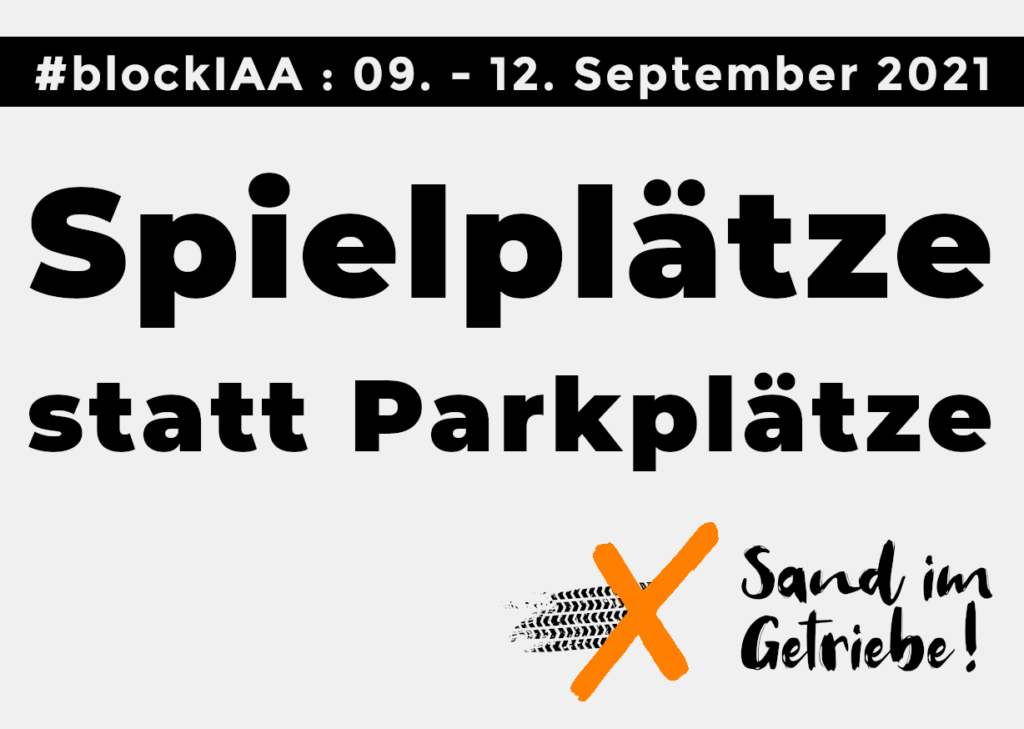 #blockIAA : 09. - 12. September 2021
Spielplätze
statt Parkplätze
Sand im
Getriebe!